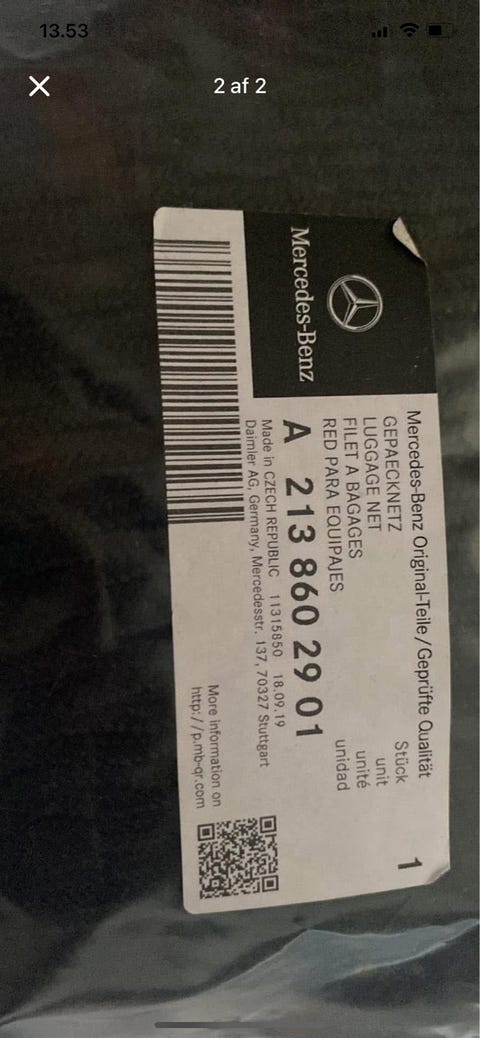 13.53
2 af 2
Mercedes-Benz
Mercedes-Benz Original-Teile/Geprüfte Qualität
GEPAECKNETZ
LUGGAGE NET
FILET A BAGAGES
RED PARA EQUIPAJES
Stück
unit
unité
unidad
1
A 213 860 29 01
Made in CZECH REPUBLIC 11315850 18.09.19
Daimler AG, Germany, Mercedesstr. 137, 70327 Stuttgart
More information on
http://p.mb-qr.com